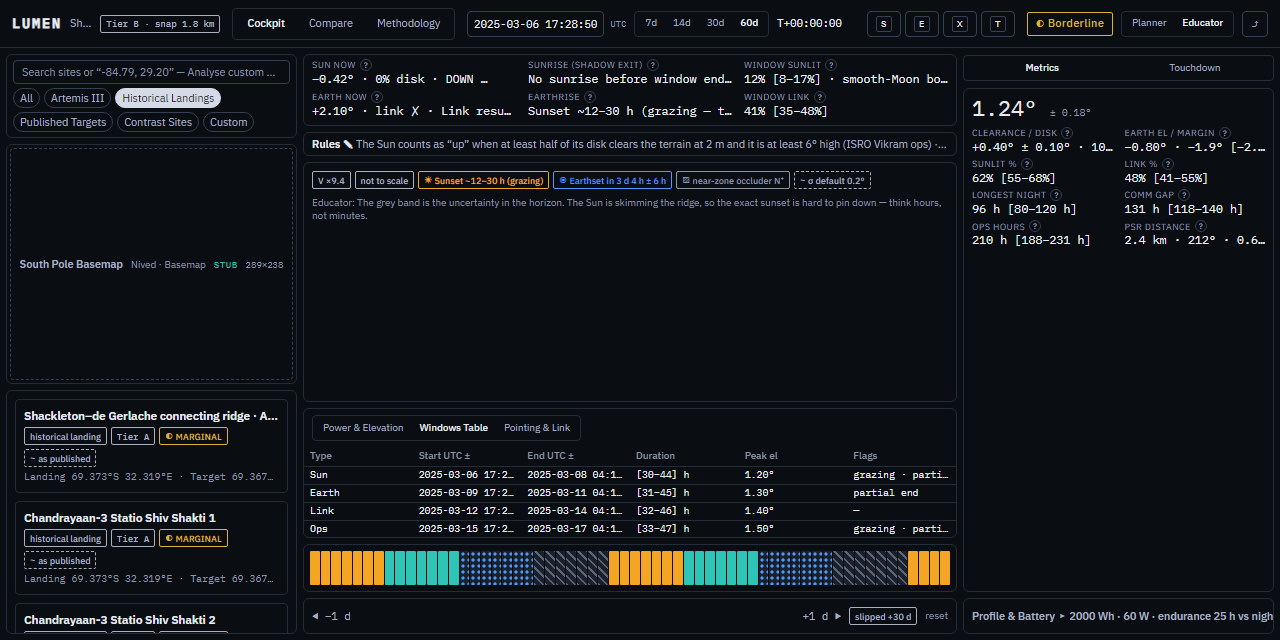 LUMEN Sh... Tier B · snap 1.8 km Cockpit Compare Methodology 2025-03-06 17:28:50 UTC 7d 14d 30d 60d T+00:00:00 S E X T ◐ Borderline Planner Educator ⤴
Search sites or “-84.79, 29.20” — Analyse custom ...
All Artemis III Historical Landings
Published Targets Contrast Sites Custom
South Pole Basemap Nived · Basemap STUB 289×238
Shackleton–de Gerlache connecting ridge · A...
historical landing Tier A ◐ MARGINAL
~ as published
Landing 69.373°S 32.319°E · Target 69.367…
Chandrayaan-3 Statio Shiv Shakti 1
historical landing Tier A ◐ MARGINAL
~ as published
Landing 69.373°S 32.319°E · Target 69.367…
Chandrayaan-3 Statio Shiv Shakti 2
SUN NOW ? SUNRISE (SHADOW EXIT) ? WINDOW SUNLIT ?
−0.42° · 0% disk · DOWN … No sunrise before window end… 12% [8–17%] · smooth-Moon bo…
EARTH NOW ? EARTHRISE ? WINDOW LINK ?
+2.10° · link ✗ · Link resu… Sunset ~12–30 h (grazing — t… 41% [35–48%]
Rules ✎ The Sun counts as “up” when at least half of its disk clears the terrain at 2 m and it is at least 6° high (ISRO Vikram ops) ·...
V ×9.4 not to scale ☀ Sunset ~12–30 h (grazing) ⊕ Earthset in 3 d 4 h ± 6 h ▨ near-zone occluder N° ~ σ default 0.2°
Educator: The grey band is the uncertainty in the horizon. The Sun is skimming the ridge, so the exact sunset is hard to pin down — think hours,
not minutes.
Power & Elevation Windows Table Pointing & Link
Type Start UTC ± End UTC ± Duration Peak el Flags
Sun 2025-03-06 17:2… 2025-03-08 04:1… [30–44] h 1.20° grazing · parti…
Earth 2025-03-09 17:2… 2025-03-11 04:1… [31–45] h 1.30° partial end
Link 2025-03-12 17:2… 2025-03-14 04:1… [32–46] h 1.40° —
Ops 2025-03-15 17:2… 2025-03-17 04:1… [33–47] h 1.50° grazing · parti…
◀ −1 d +1 d ▶ slipped +30 d reset
Metrics Touchdown
1.24° ± 0.18°
CLEARANCE / DISK ? EARTH EL / MARGIN ?
+0.40° ± 0.10° · 10… −0.80° · −1.9° [−2.…
SUNLIT % ? LINK % ?
62% [55–68%] 48% [41–55%]
LONGEST NIGHT ? COMM GAP ?
96 h [80–120 h] 131 h [118–140 h]
OPS HOURS ? PSR DISTANCE ?
210 h [188–231 h] 2.4 km · 212° · 0.6…
Profile & Battery ▸ 2000 Wh · 60 W · endurance 25 h vs nigh